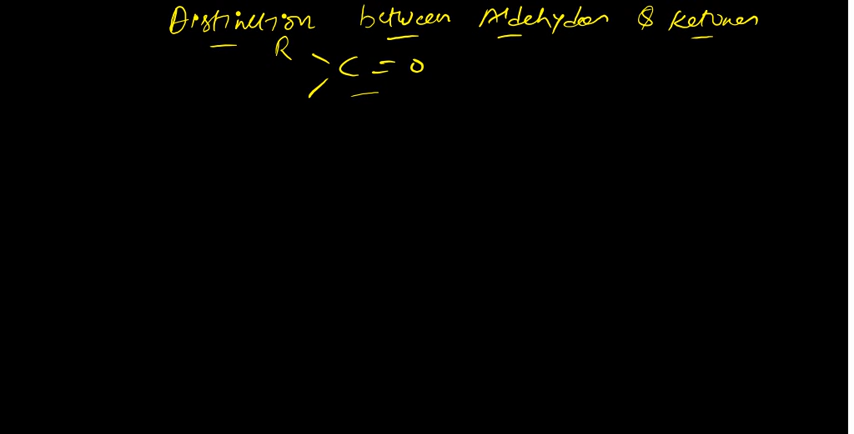 Distinction between Aldehydes & Ketones
R
C = O